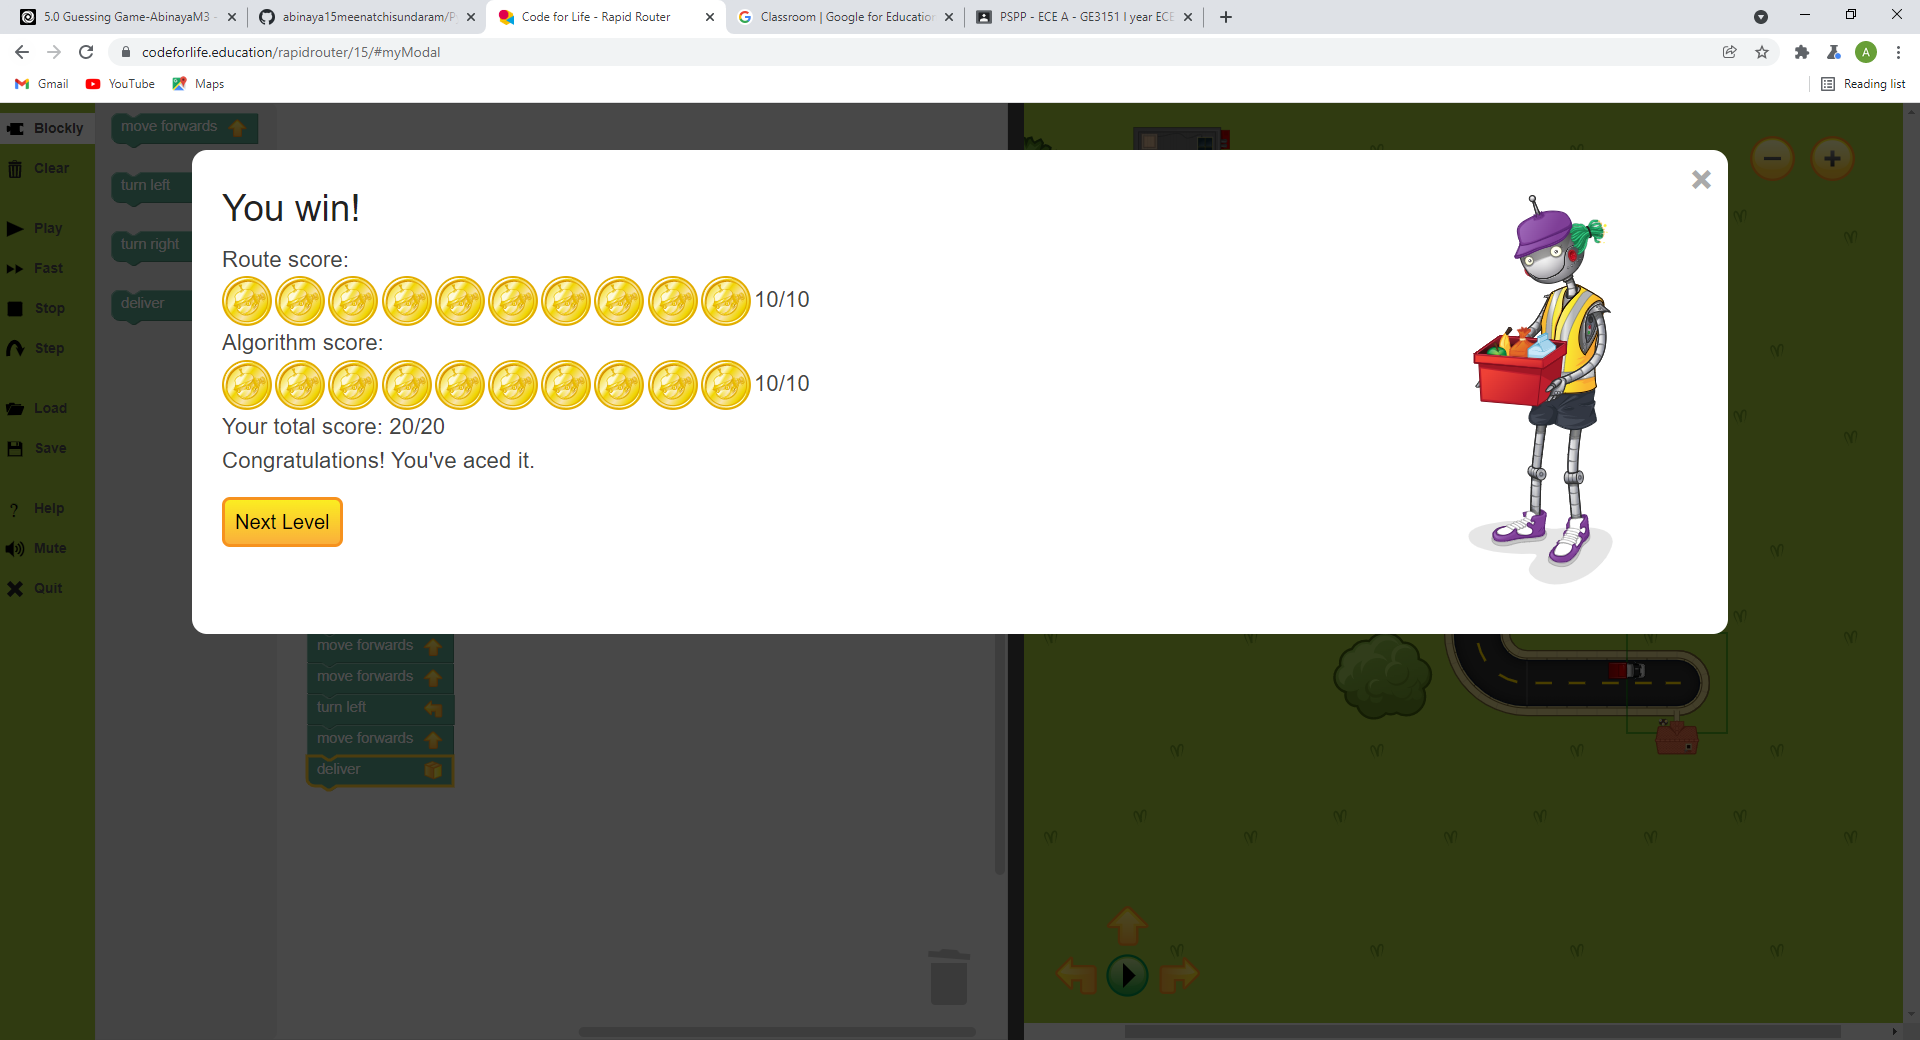 5.0 Guessing Game-AbinayaM3 -
abinaya15meenatchisundaram/P
Code for Life - Rapid Router
Classroom | Google for Education
PSPP - ECE A - GE3151 I year ECE
codeforlife.education/rapidrouter/15/#myModal
A
Gmail
YouTube
Maps
Reading list
Blockly
Clear
Play
Fast
Stop
Step
Load
Save
Help
Mute
Quit
move forwards
turn left
turn right
deliver
You win!
Route score:
10/10
Algorithm score:
10/10
Your total score: 20/20
Congratulations! You've aced it.
Next Level
move forwards
move forwards
turn left
move forwards
deliver